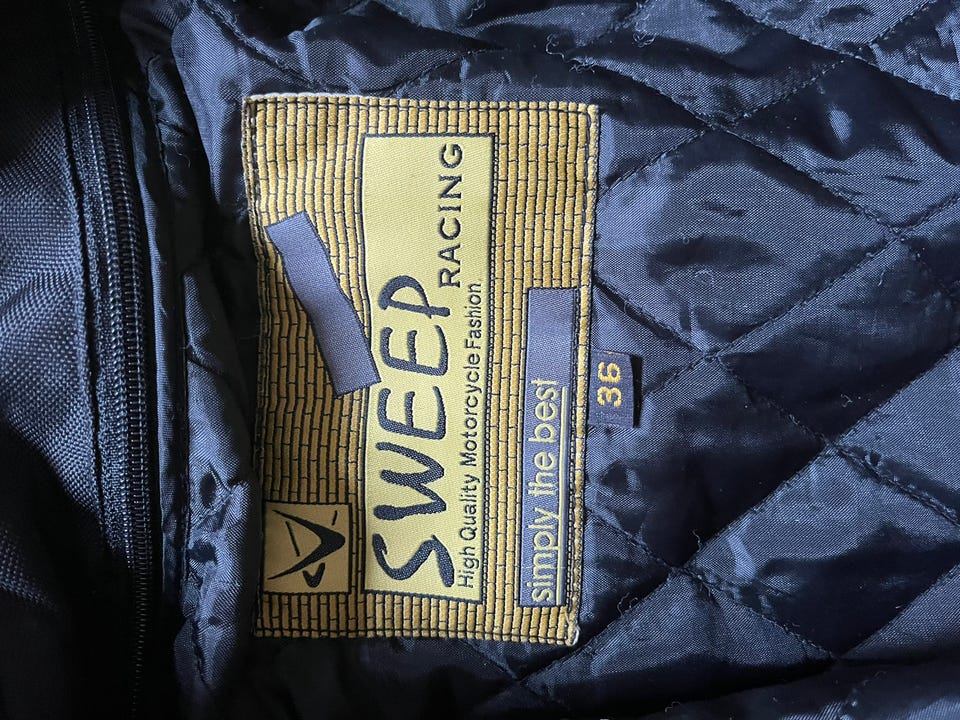 SWEEP RACING
High Quality Motorcycle Fashion
simply the best
36